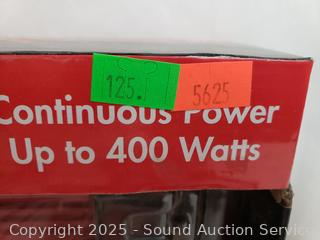 125.
5625
Continuous Power
Up to 400 Watts
Copyright 2025 - Sound Auction Service